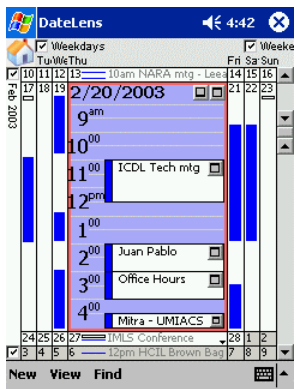 DateLens 4:42
Weekdays Weeke
Tu We Thu Fri Sa Sun
10 11 12 13 10am NARA mtg - Leea 14 15 16
Feb 2003
17 18 19 2/20/2003 21 22 23
9am
10 00
11 00 ICDL Tech mtg
12pm
1 00
2 00 Juan Pablo
3 00 Office Hours
4 00 Mitra - UMIACS
24 25 26 27 IMLS Conference 28 1 2
3 4 5 6 12pm HCIL Brown Bag 7 8 9
New View Find